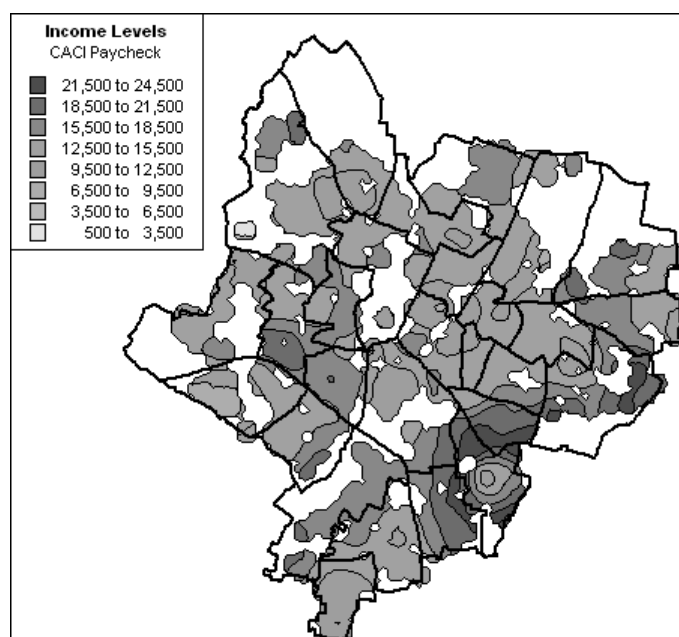 Income Levels
CACI Paycheck
21,500 to 24,500
18,500 to 21,500
15,500 to 18,500
12,500 to 15,500
9,500 to 12,500
6,500 to 9,500
3,500 to 6,500
500 to 3,500